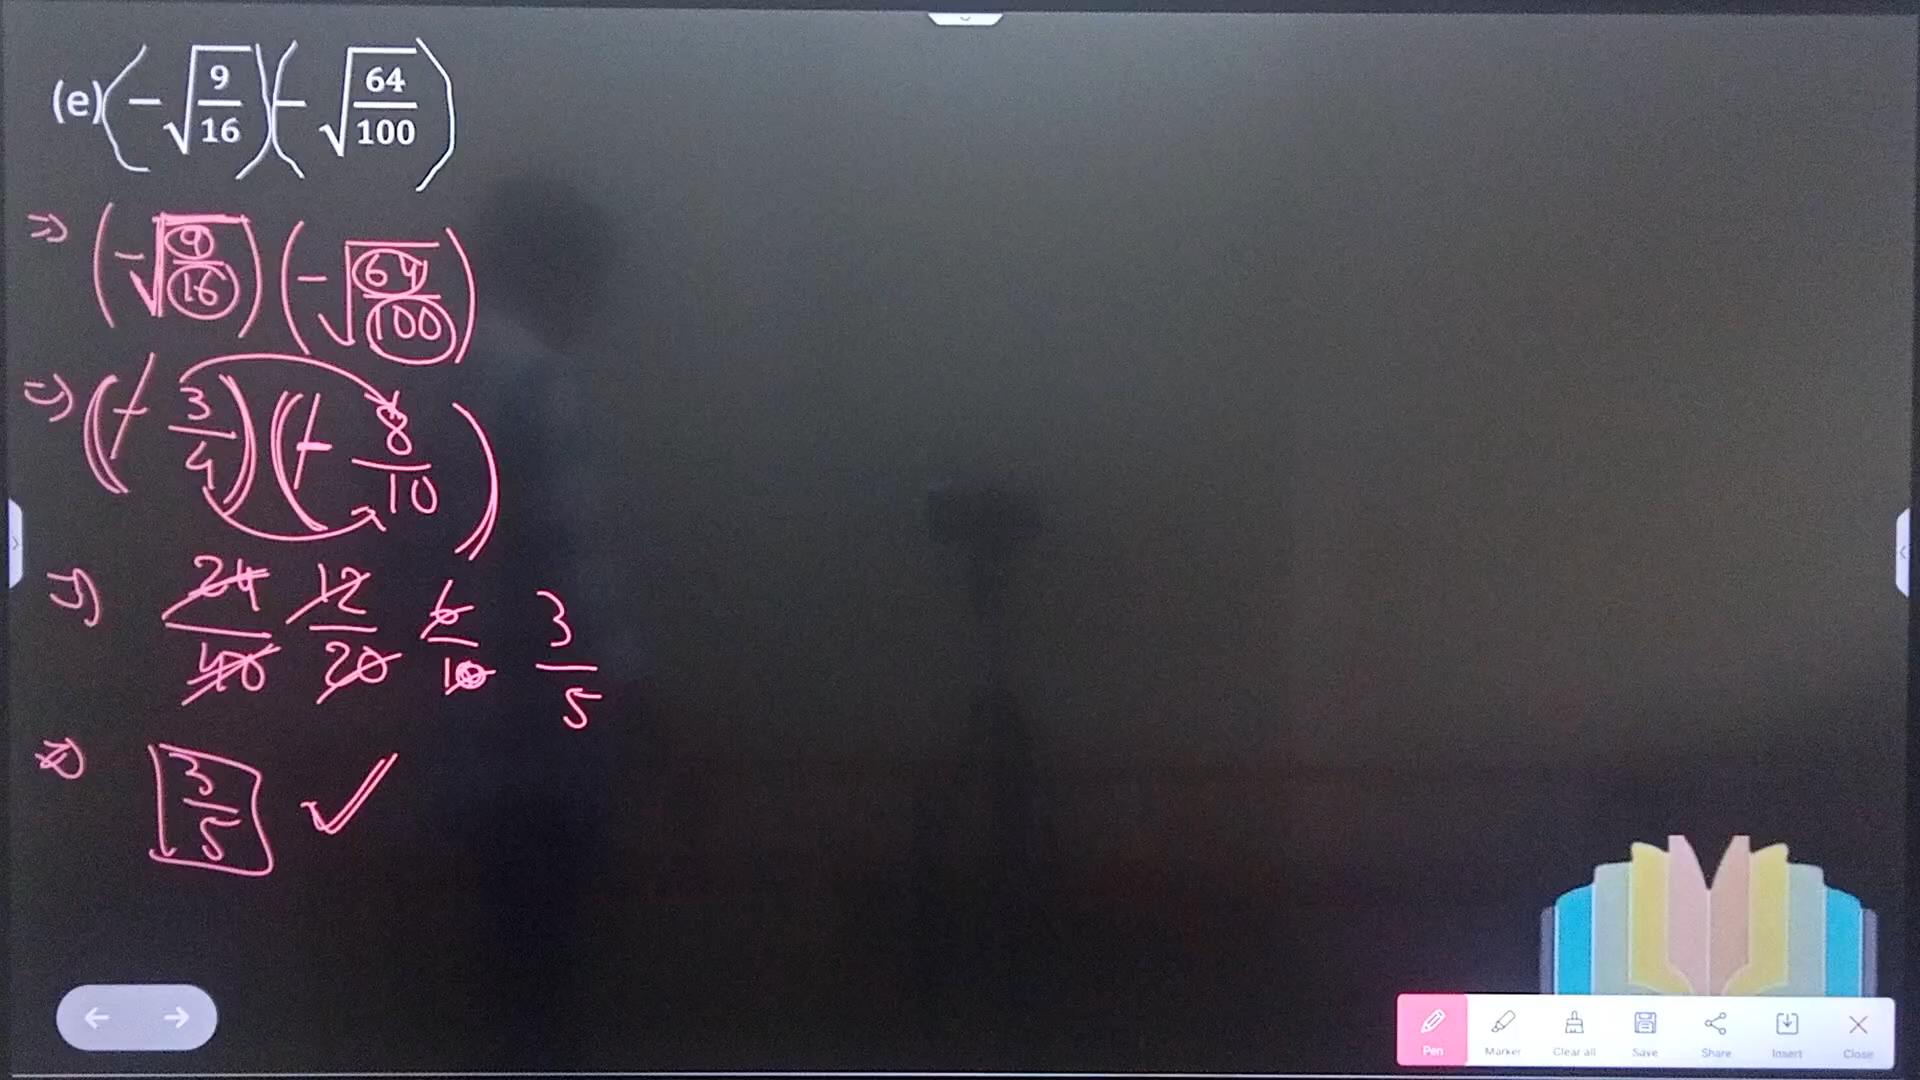 (e) (-√9/16)(-√64/100)
⇒ (-√9/16) (-√64/100)
⇒ (-3/4) (-8/10)
⇒ 24/40 12/20 6/10 3/5
⇒ 3/5 ✓
Pen Marker Clear all Save Share Insert Close